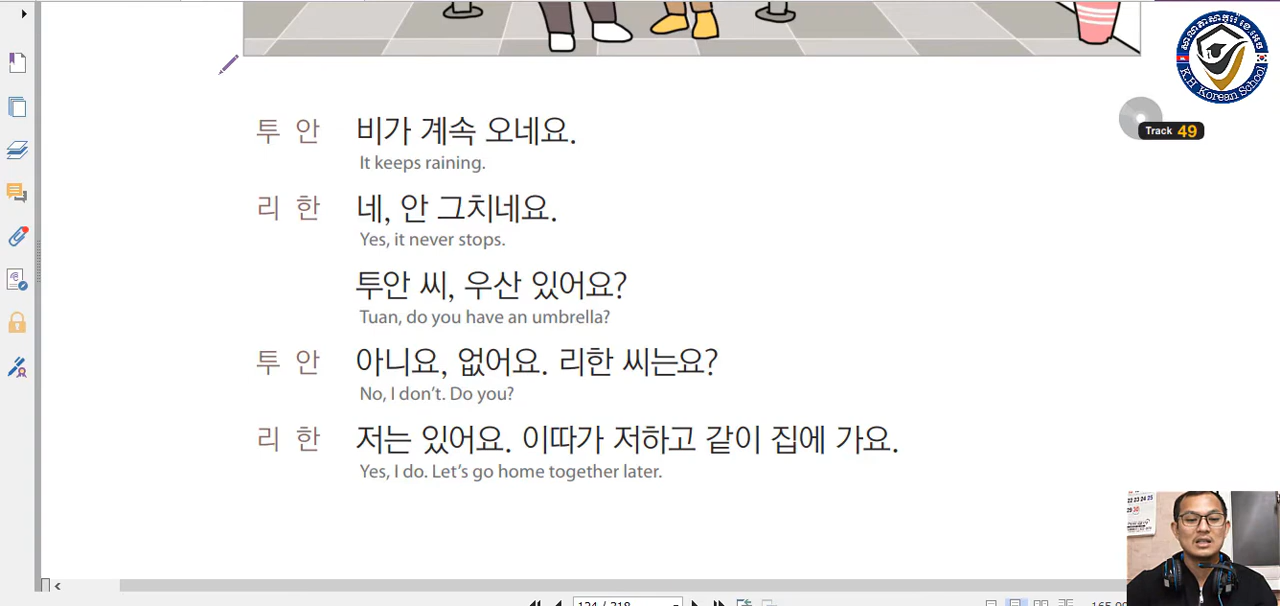 Track 49
투 안 비가 계속 오네요.
It keeps raining.
리 한 네, 안 그치네요.
Yes, it never stops.
투안 씨, 우산 있어요?
Tuan, do you have an umbrella?
투 안 아니요, 없어요. 리한 씨는요?
No, I don't. Do you?
리 한 저는 있어요. 이따가 저하고 같이 집에 가요.
Yes, I do. Let's go home together later.
K.H Korean School